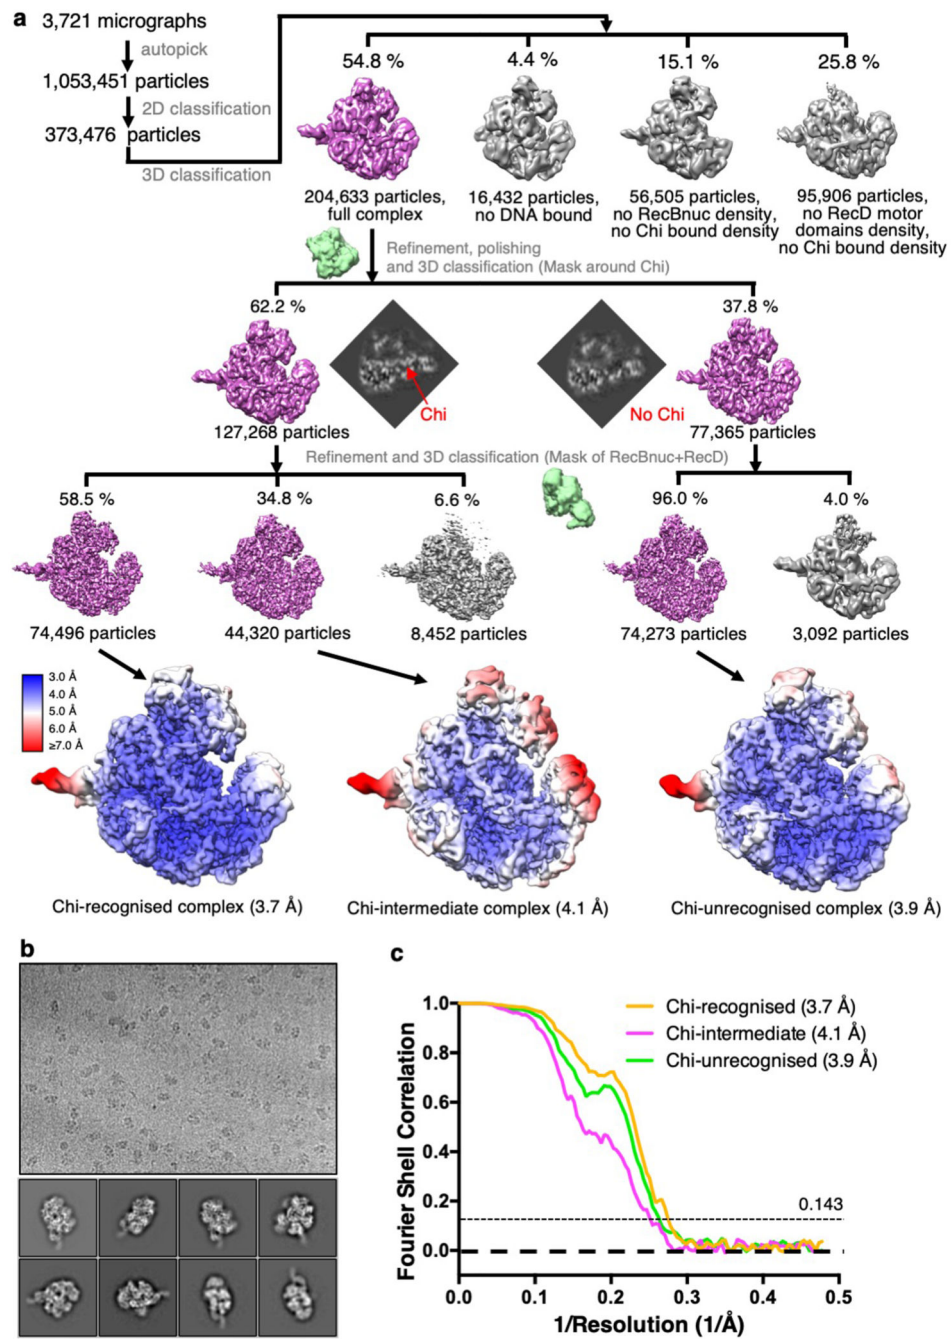 a
3,721 micrographs
autopick
1,053,451 particles
2D classification
373,476 particles
3D classification
54.8 %
4.4 %
15.1 %
25.8 %
204,633 particles,
full complex
16,432 particles,
no DNA bound
56,505 particles,
no RecBnuc density,
no Chi bound density
95,906 particles,
no RecD motor
domains density,
no Chi bound density
Refinement, polishing
and 3D classification (Mask around Chi)
62.2 %
37.8 %
Chi
No Chi
127,268 particles
77,365 particles
Refinement and 3D classification (Mask of RecBnuc+RecD)
58.5 %
34.8 %
6.6 %
96.0 %
4.0 %
74,496 particles
44,320 particles
8,452 particles
74,273 particles
3,092 particles
3.0 Å
4.0 Å
5.0 Å
6.0 Å
≥7.0 Å
Chi-recognised complex (3.7 Å)
Chi-intermediate complex (4.1 Å)
Chi-unrecognised complex (3.9 Å)
b
c
Chi-recognised (3.7 Å)
Chi-intermediate (4.1 Å)
Chi-unrecognised (3.9 Å)
Fourier Shell Correlation
1.0
0.8
0.6
0.4
0.2
0.0
0.143
0.0
0.1
0.2
0.3
0.4
0.5
1/Resolution (1/Å)